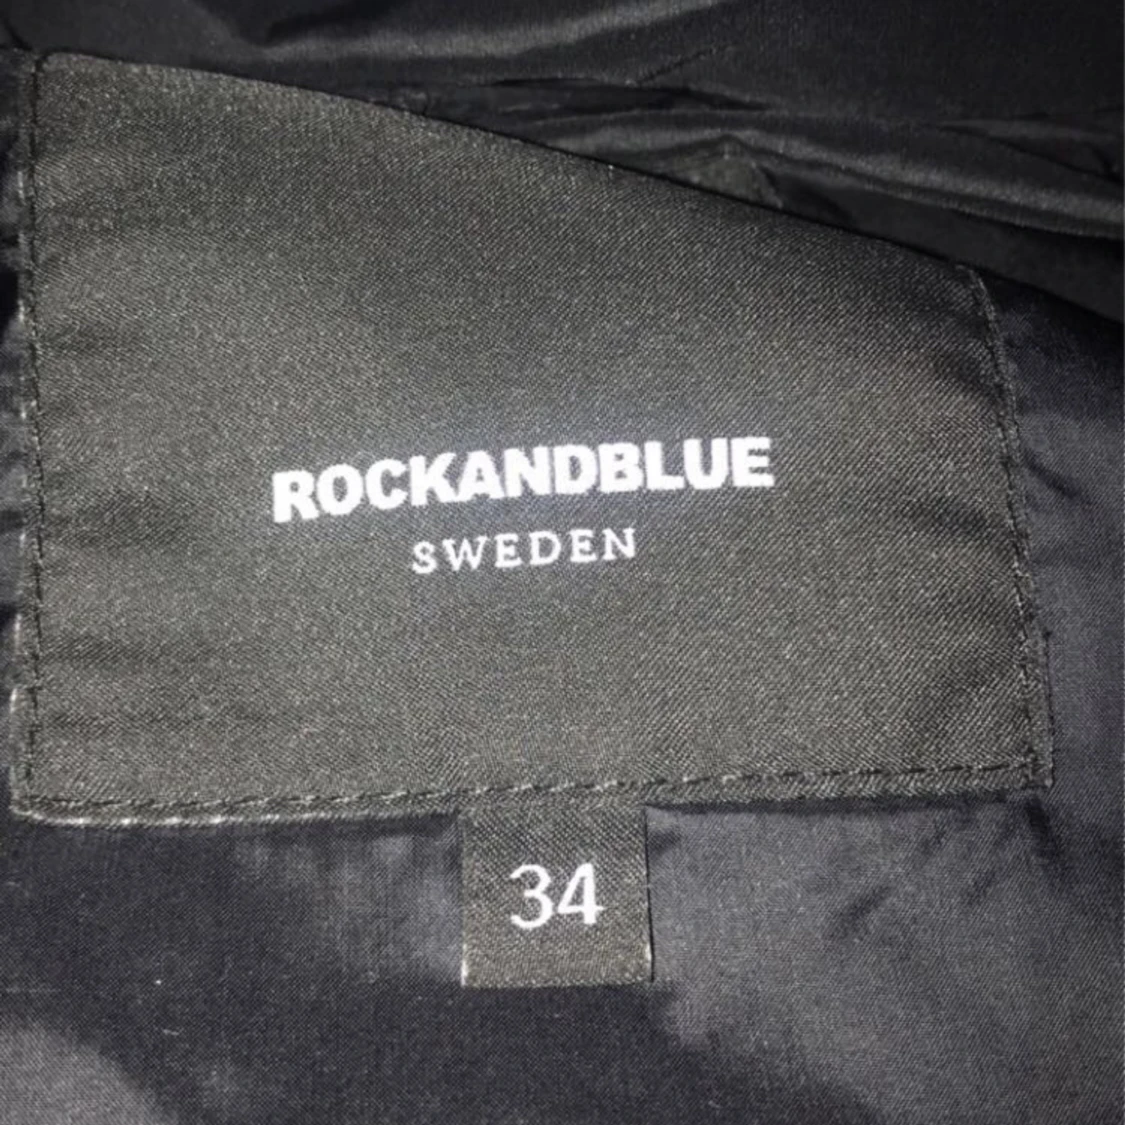 ROCKANDBLUE
SWEDEN
34